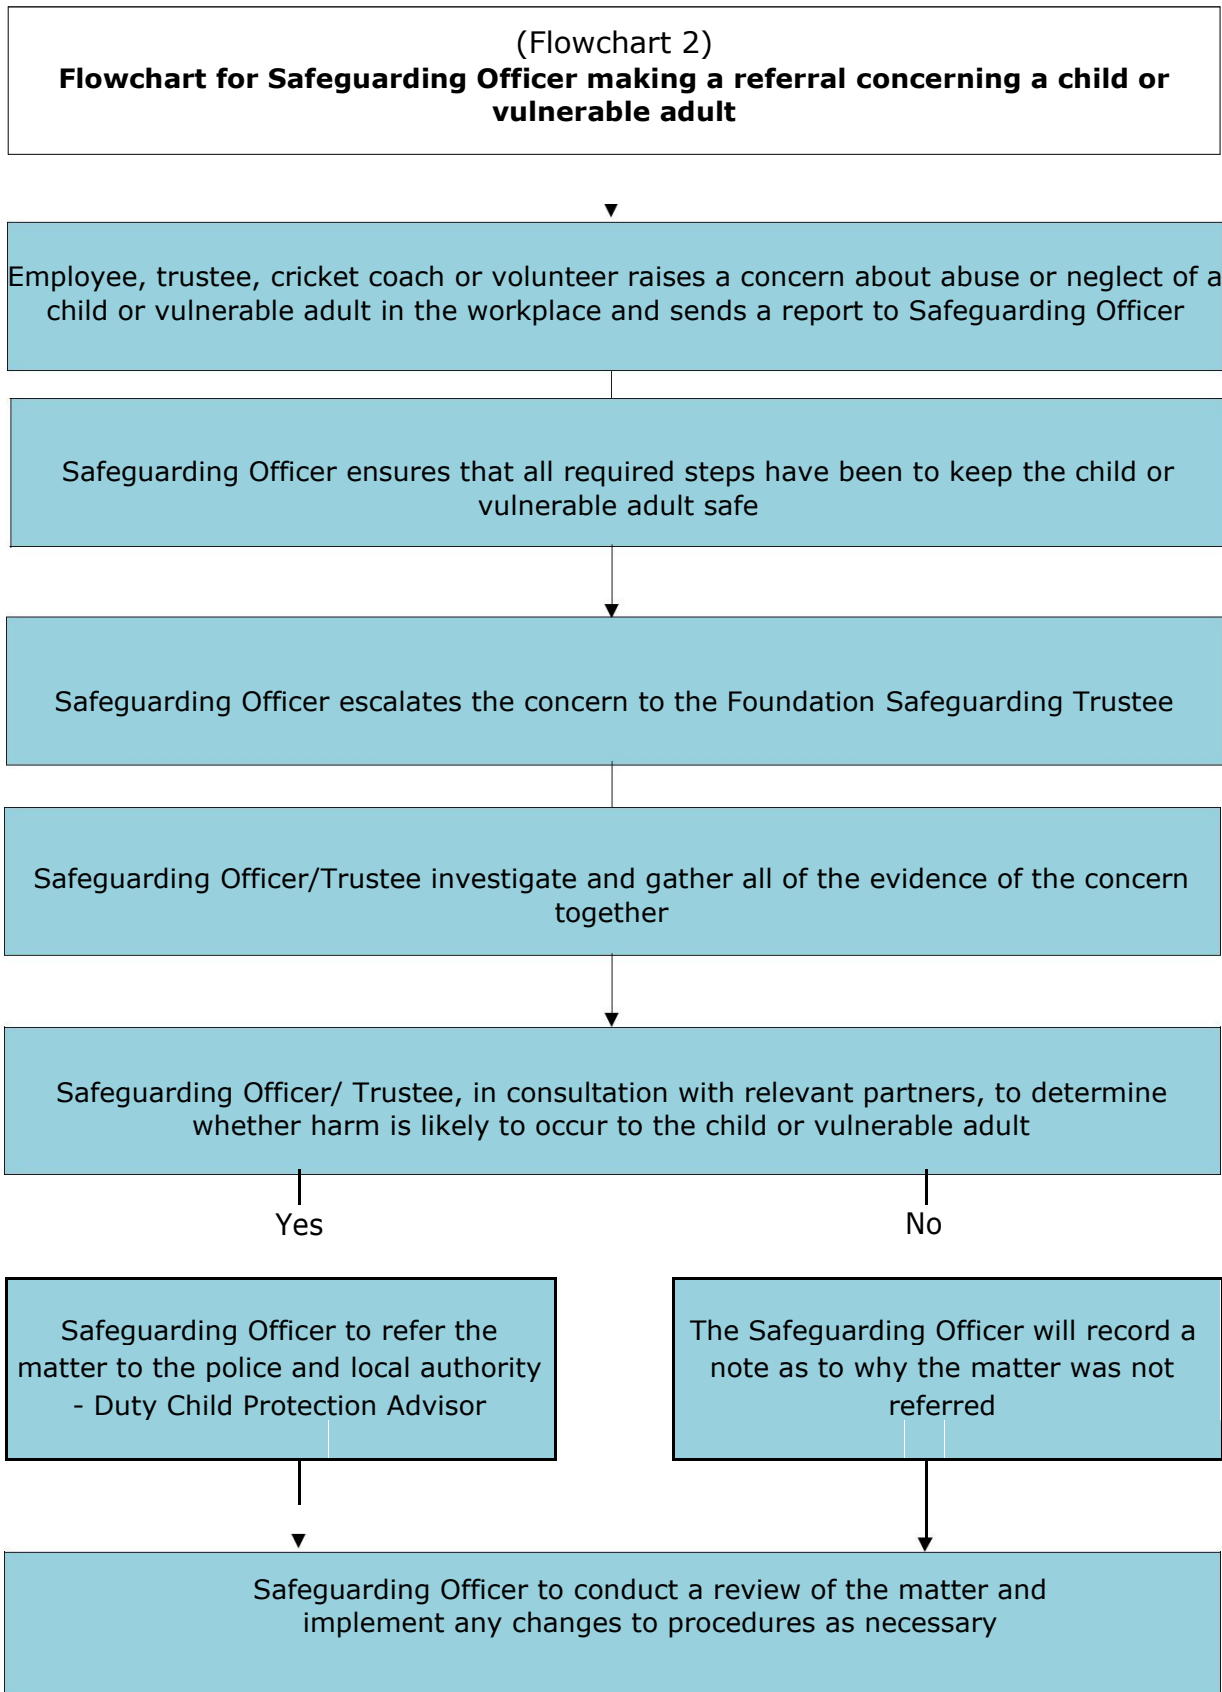 (Flowchart 2)
Flowchart for Safeguarding Officer making a referral concerning a child or
vulnerable adult
Employee, trustee, cricket coach or volunteer raises a concern about abuse or neglect of a
child or vulnerable adult in the workplace and sends a report to Safeguarding Officer
Safeguarding Officer ensures that all required steps have been to keep the child or
vulnerable adult safe
Safeguarding Officer escalates the concern to the Foundation Safeguarding Trustee
Safeguarding Officer/Trustee investigate and gather all of the evidence of the concern
together
Safeguarding Officer/ Trustee, in consultation with relevant partners, to determine
whether harm is likely to occur to the child or vulnerable adult
Yes
No
Safeguarding Officer to refer the
matter to the police and local authority
- Duty Child Protection Advisor
The Safeguarding Officer will record a
note as to why the matter was not
referred
Safeguarding Officer to conduct a review of the matter and
implement any changes to procedures as necessary